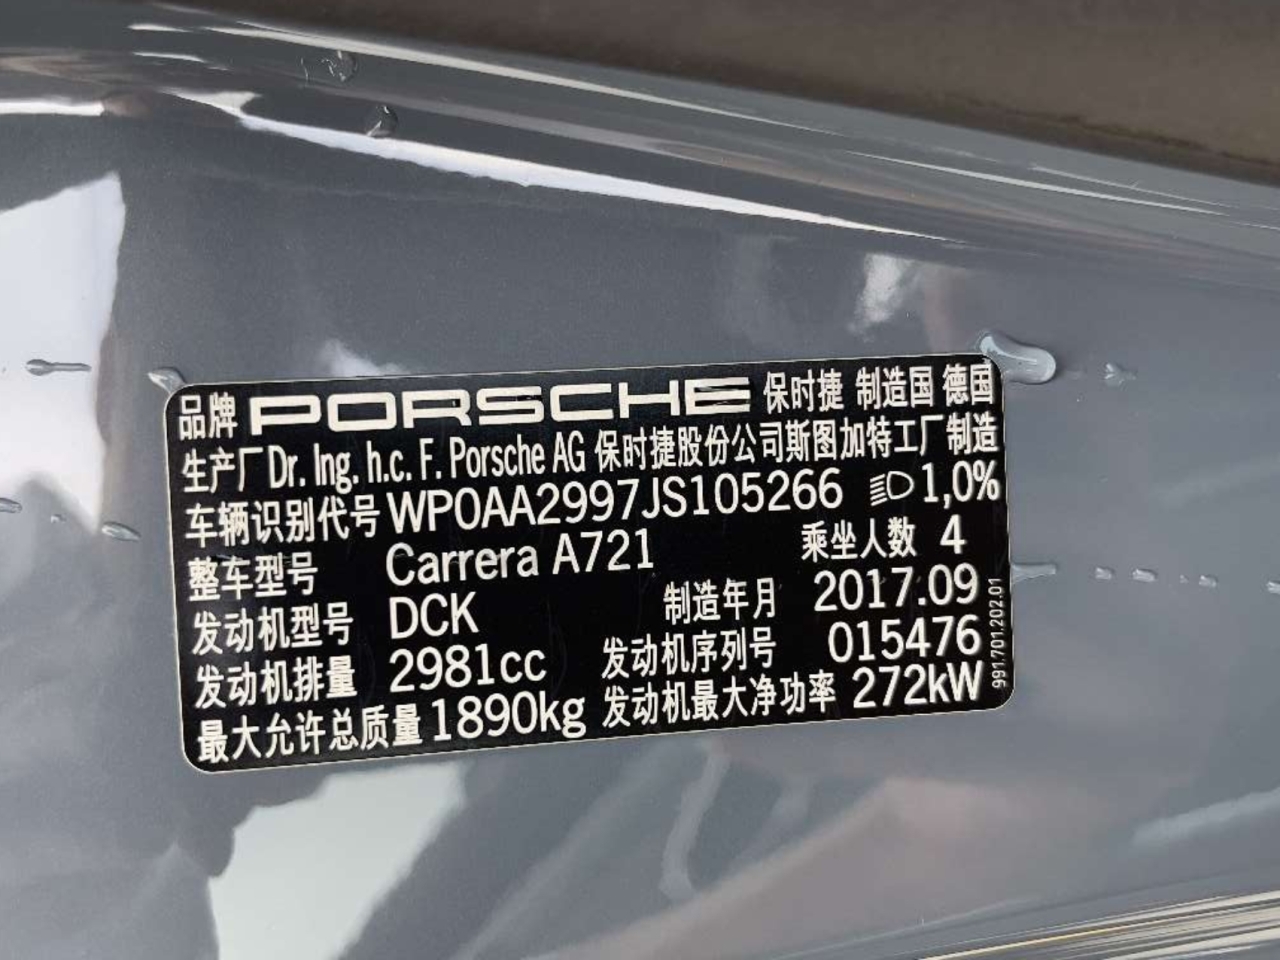 品牌 PORSCHE 保时捷 制造国 德国
生产厂 Dr. Ing. h.c. F. Porsche AG 保时捷股份公司斯图加特工厂制造
车辆识别代号 WP0AA2997JS105266 1,0%
整车型号 Carrera A721 乘坐人数 4
发动机型号 DCK 制造年月 2017.09
发动机排量 2981cc 发动机序列号 015476
最大允许总质量 1890kg 发动机最大净功率 272kW
991.701.202.01